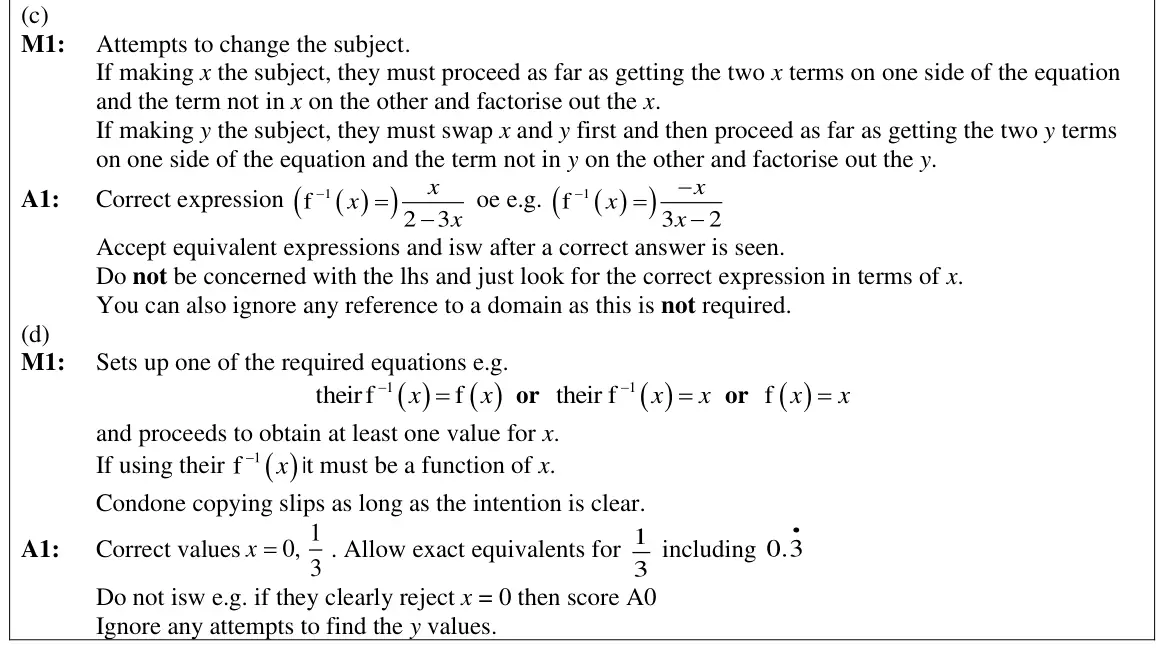 (c)
M1: Attempts to change the subject.
If making x the subject, they must proceed as far as getting the two x terms on one side of the equation
and the term not in x on the other and factorise out the x.
If making y the subject, they must swap x and y first and then proceed as far as getting the two y terms
on one side of the equation and the term not in y on the other and factorise out the y.
A1: Correct expression (f⁻¹(x)=) x/(2−3x) oe e.g. (f⁻¹(x)=) −x/(3x−2)
Accept equivalent expressions and isw after a correct answer is seen.
Do not be concerned with the lhs and just look for the correct expression in terms of x.
You can also ignore any reference to a domain as this is not required.
(d)
M1: Sets up one of the required equations e.g.
their f⁻¹(x) = f(x) or their f⁻¹(x) = x or f(x) = x
and proceeds to obtain at least one value for x.
If using their f⁻¹(x) it must be a function of x.
Condone copying slips as long as the intention is clear.
A1: Correct values x = 0, 1/3 . Allow exact equivalents for 1/3 including 0.3̇
Do not isw e.g. if they clearly reject x = 0 then score A0
Ignore any attempts to find the y values.